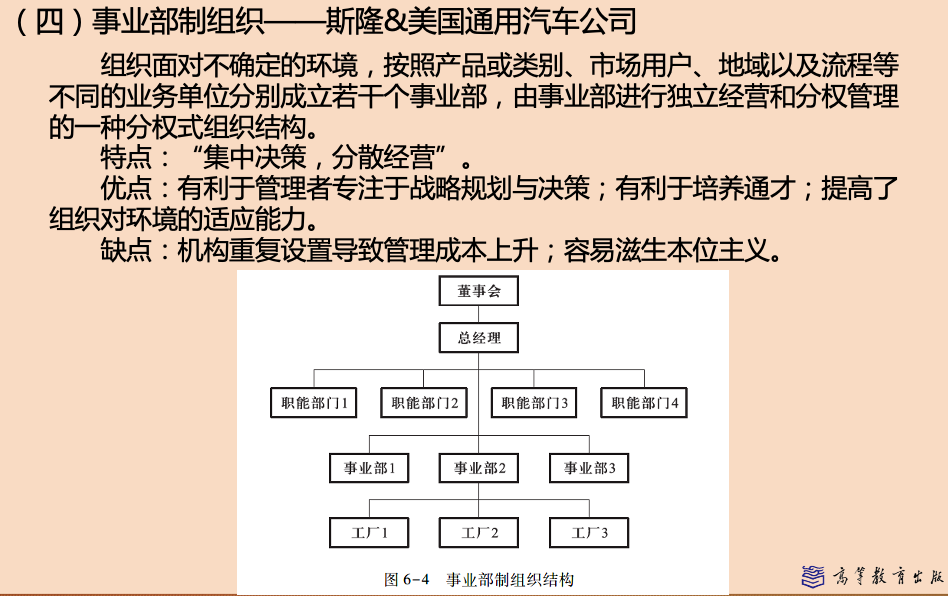 （四）事业部制组织——斯隆&美国通用汽车公司
组织面对不确定的环境，按照产品或类别、市场用户、地域以及流程等
不同的业务单位分别成立若干个事业部，由事业部进行独立经营和分权管理
的一种分权式组织结构。
特点：“集中决策，分散经营”。
优点：有利于管理者专注于战略规划与决策；有利于培养通才；提高了
组织对环境的适应能力。
缺点：机构重复设置导致管理成本上升；容易滋生本位主义。
董事会
总经理
职能部门1 职能部门2 职能部门3 职能部门4
事业部1 事业部2 事业部3
工厂1 工厂2 工厂3
图 6-4 事业部制组织结构
高等教育出版